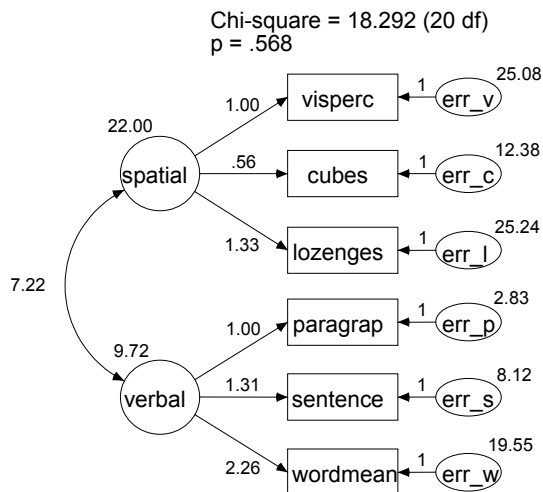 Chi-square = 18.292 (20 df)
p = .568
25.08
1.00
visperc
1
err_v
22.00
12.38
spatial
.56
cubes
1
err_c
25.24
1.33
lozenges
1
err_l
7.22
2.83
1.00
paragrap
1
err_p
9.72
8.12
verbal
1.31
sentence
1
err_s
19.55
2.26
wordmean
1
err_w